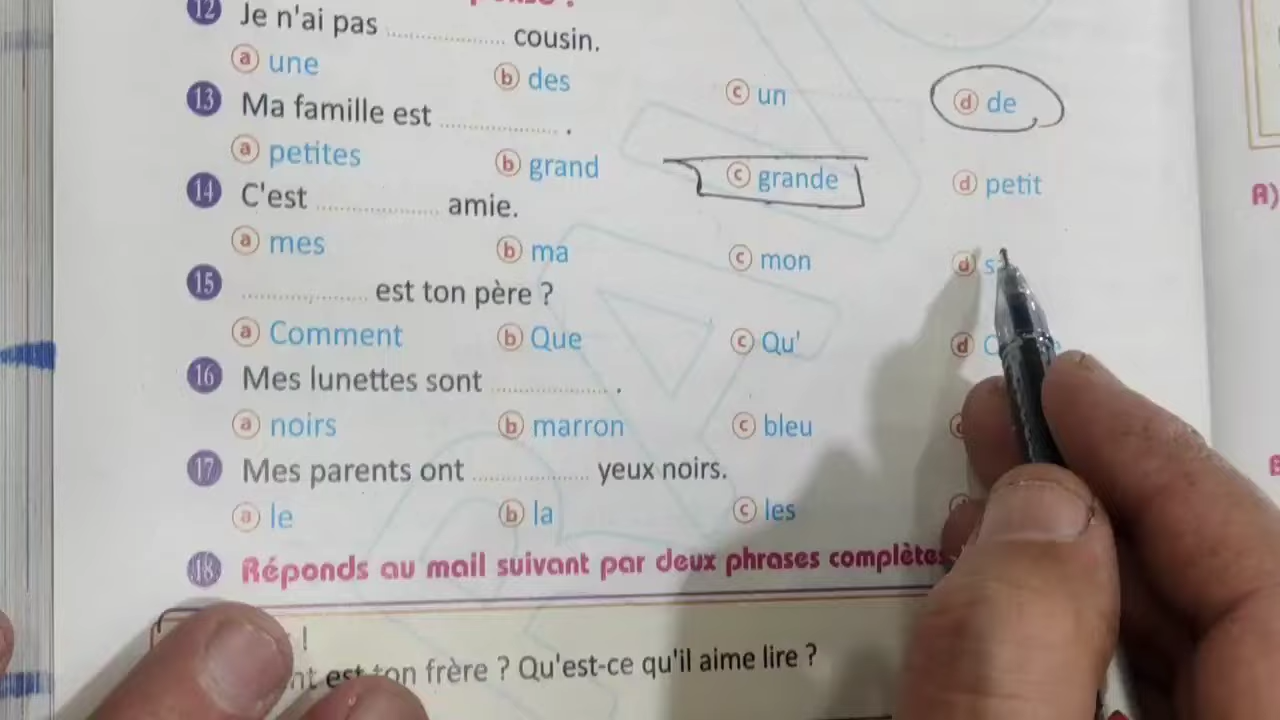 12 Je n'ai pas .................... cousin.
a une b des c un d de
13 Ma famille est .................... .
a petites b grand c grande d petit
14 C'est .................... amie.
a mes b ma c mon d
15 .................... est ton père ?
a Comment b Que c Qu' d
16 Mes lunettes sont .................... .
a noirs b marron c bleu
17 Mes parents ont .................... yeux noirs.
a le b la c les
18 Réponds au mail suivant par deux phrases complètes
!
est ton frère ? Qu'est-ce qu'il aime lire ?
A)